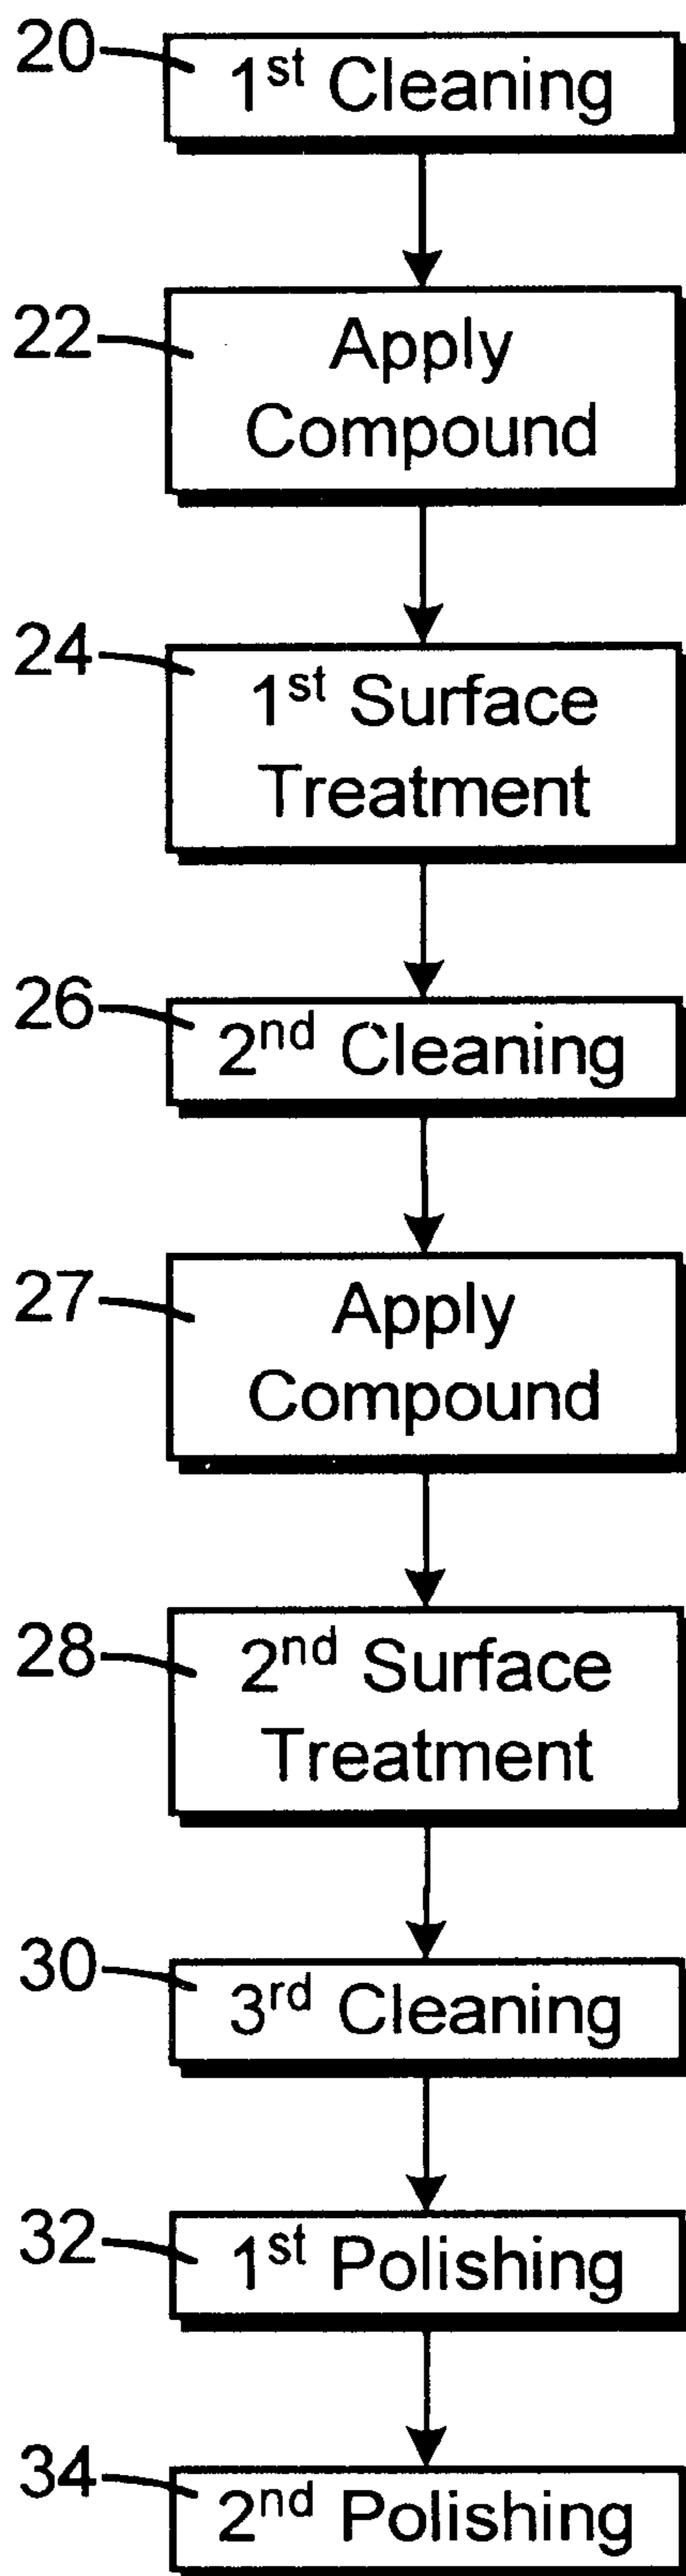 20 1st Cleaning
22 Apply
Compound
24 1st Surface
Treatment
26 2nd Cleaning
27 Apply
Compound
28 2nd Surface
Treatment
30 3rd Cleaning
32 1st Polishing
34 2nd Polishing